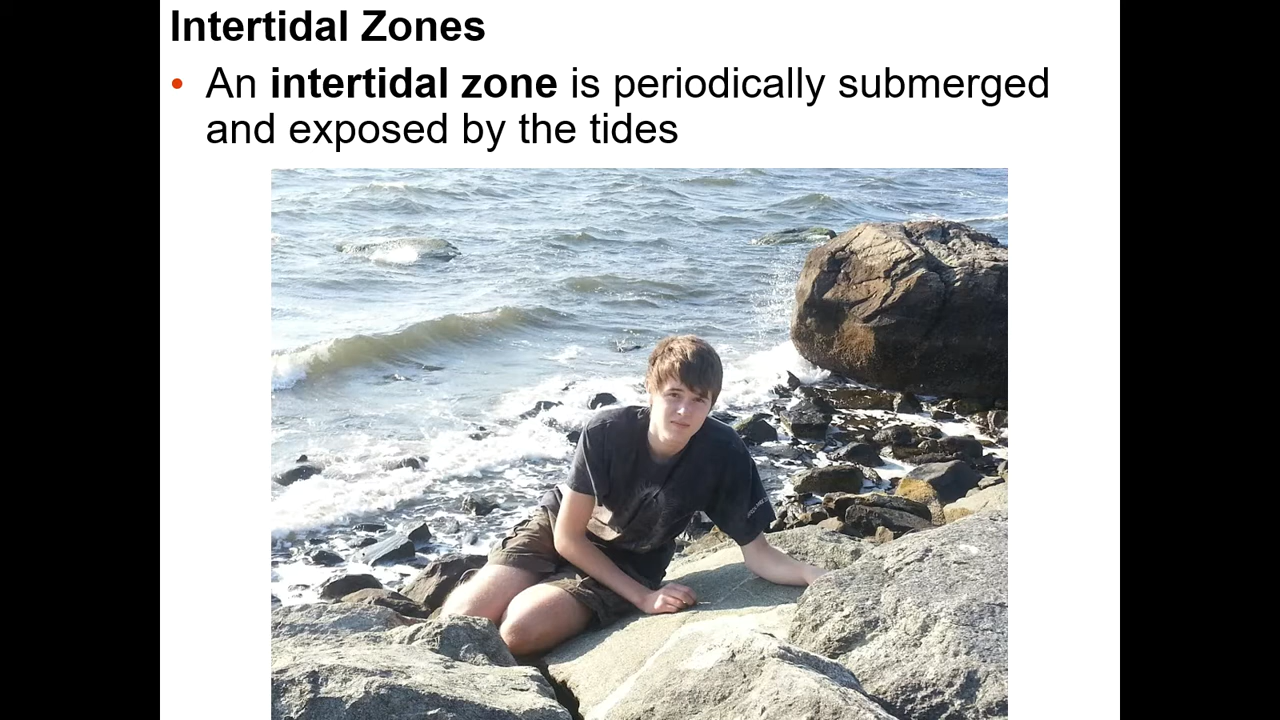 Intertidal Zones
• An intertidal zone is periodically submerged
and exposed by the tides